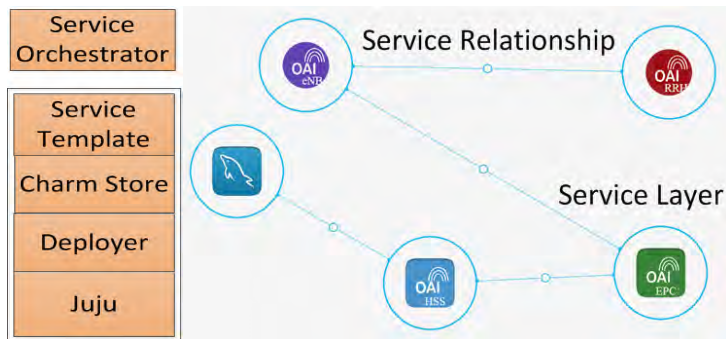 Service
Orchestrator
Service
Template
Charm Store
Deployer
Juju
Service Relationship
OAI
eNB
OAI
RRH
Service Layer
OAI
HSS
OAI
EPC